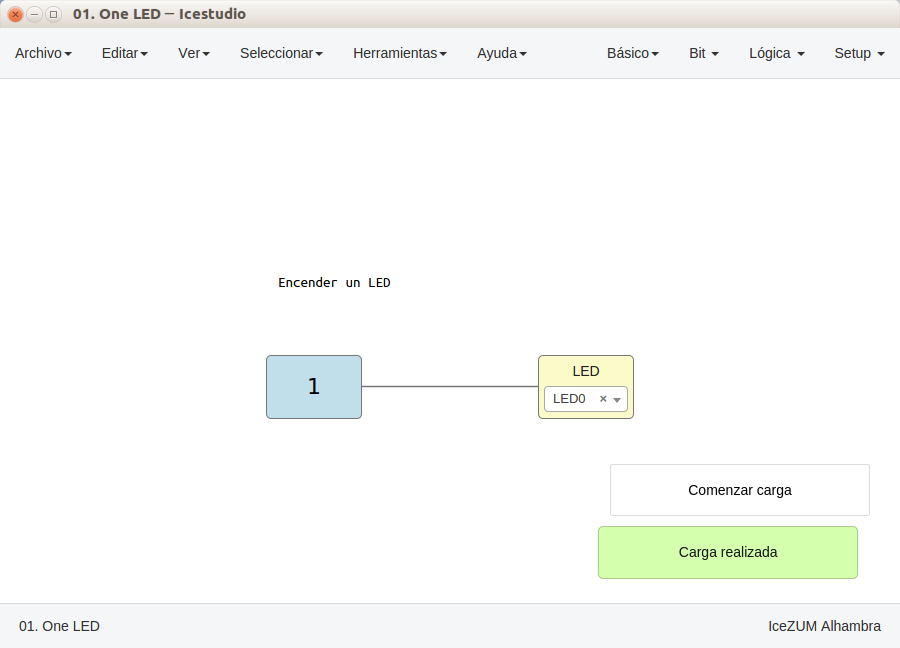 01. One LED — Icestudio
Archivo Editar Ver Seleccionar Herramientas Ayuda Básico Bit Lógica Setup
Encender un LED
1
LED
LED0 ×
Comenzar carga
Carga realizada
01. One LED IceZUM Alhambra